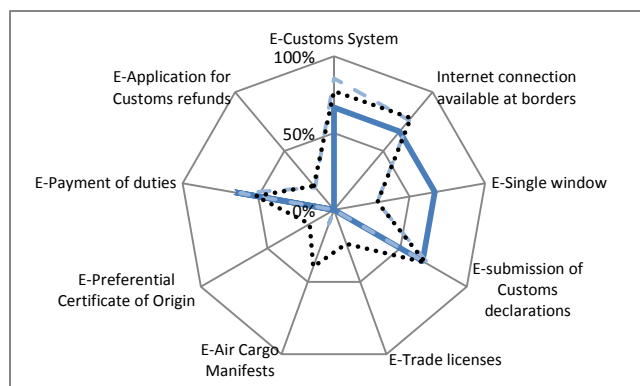 E-Customs System
100%
E-Application for
Customs refunds
Internet connection
available at borders
50%
E-Payment of duties
E-Single window
0%
E-Preferential
Certificate of Origin
E-submission of
Customs
declarations
E-Air Cargo
Manifests
E-Trade licenses